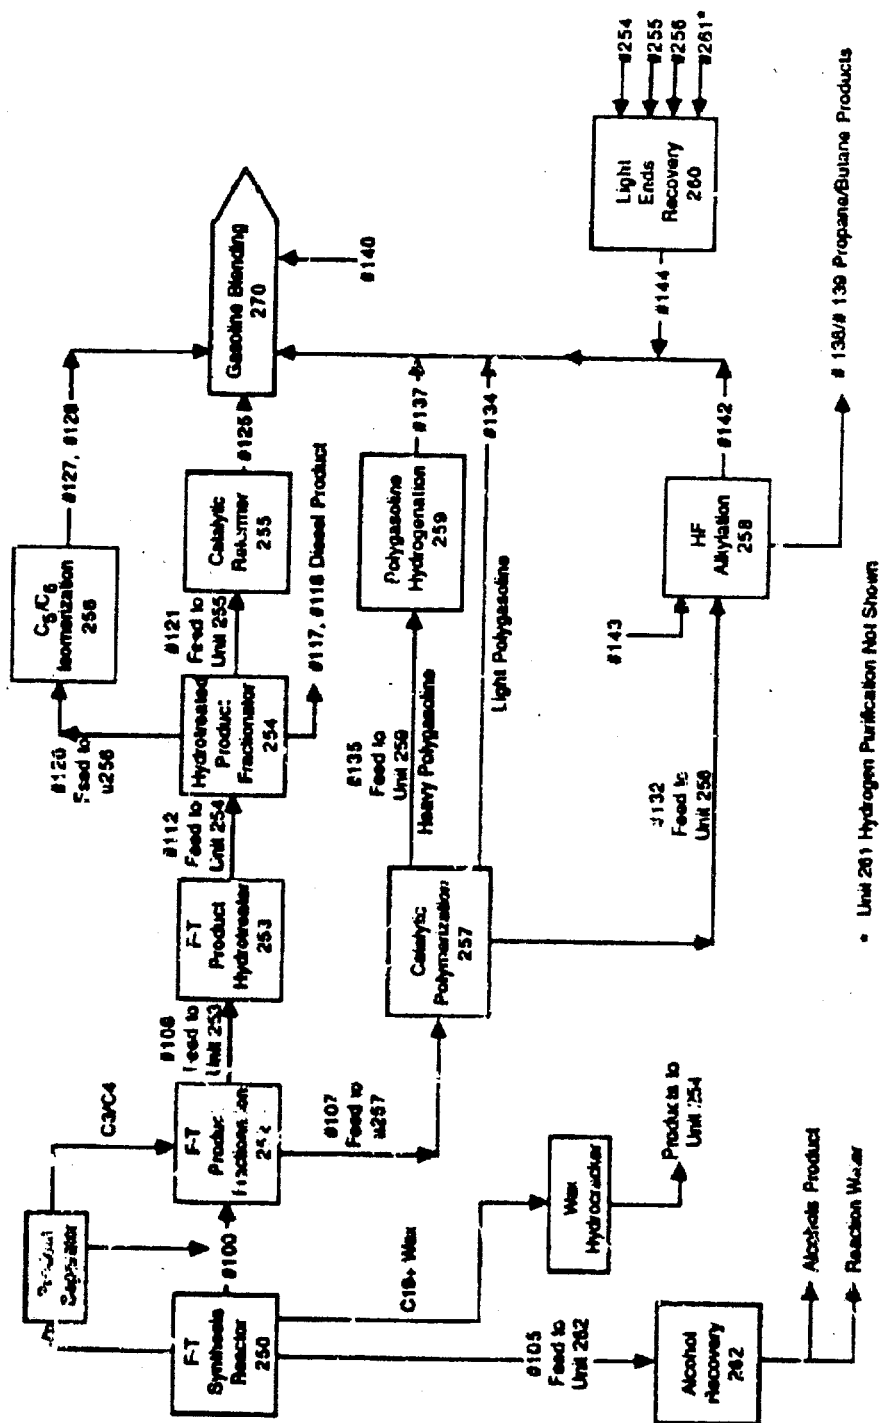 F-T
Synthesis
Reactor
250
#100
C3/C4
F-T
Product
#108
Feed to
Unit 253
F-T
Product
Hydrotreater
253
#112
Feed to
Unit 254
Hydrotreated
Product
Fractionator
254
#120
Feed to
u256
C5/C6
Isomerization
256
#127, #129
#121
Feed to
Unit 255
Catalytic
Reformer
255
#125
Gasoline Blending
270
#140
#117, #118 Diesel Product
#107
Feed to
u257
Catalytic
Polymerization
257
#135
Feed to
Unit 259
Heavy Polygasoline
Polygasoline
Hydrogenation
259
#137
Light Polygasoline
#134
#132
Feed to
Unit 258
#143
HF
Alkylation
258
#142
#144
Light
Ends
Recovery
260
#254
#255
#256
#261*
# 138/# 139 Propane/Butane Products
C19+ Wax
Wax
Hydrocracker
Products to
Unit 254
#105
Feed to
Unit 262
Alcohol
Recovery
262
Alcohols Product
Reaction Water
* Unit 261 Hydrogen Purification Not Shown